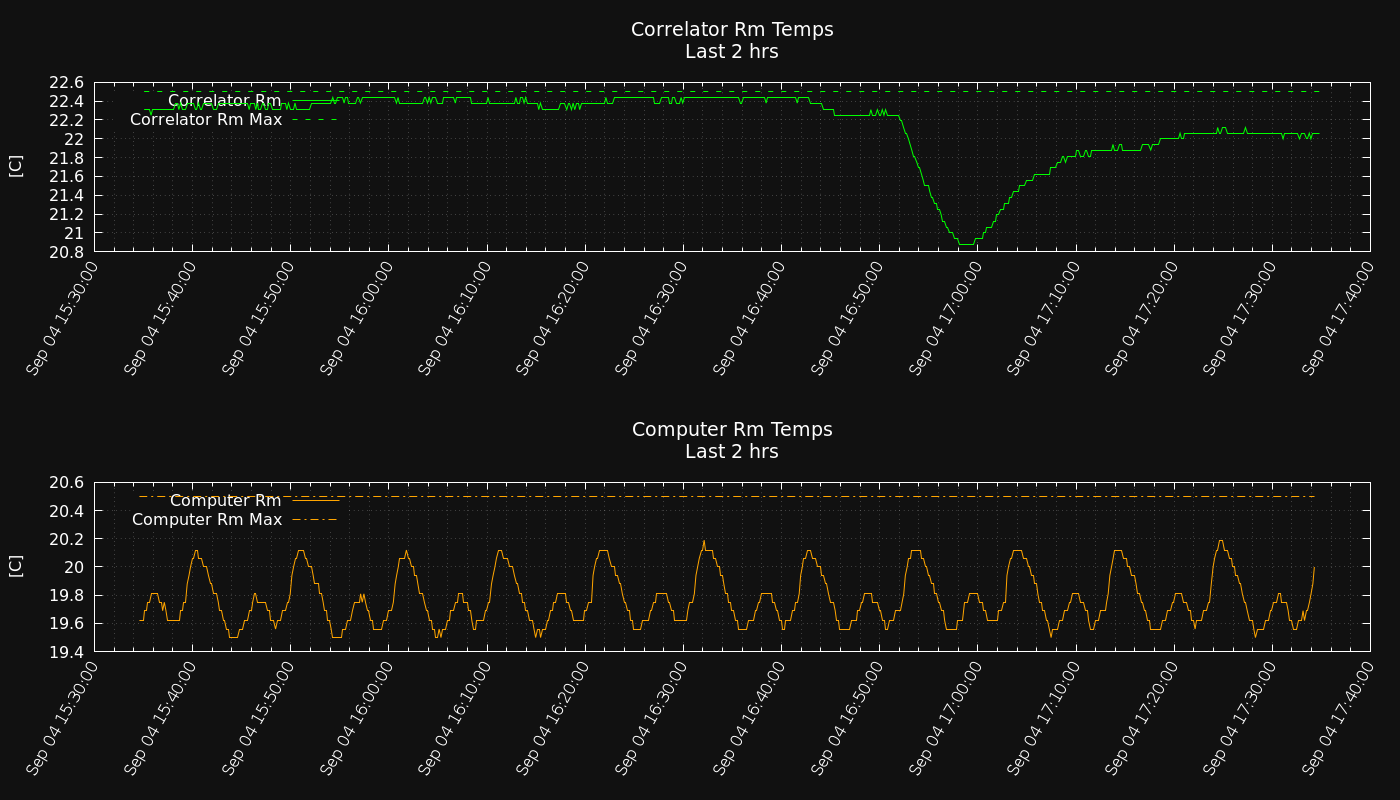 Correlator Rm Temps
Last 2 hrs
22.6
22.4
22.2
22
21.8
21.6
21.4
21.2
21
20.8
[C]
Correlator Rm
Correlator Rm Max
Sep 04 15:30:00
Sep 04 15:40:00
Sep 04 15:50:00
Sep 04 16:00:00
Sep 04 16:10:00
Sep 04 16:20:00
Sep 04 16:30:00
Sep 04 16:40:00
Sep 04 16:50:00
Sep 04 17:00:00
Sep 04 17:10:00
Sep 04 17:20:00
Sep 04 17:30:00
Sep 04 17:40:00
Computer Rm Temps
Last 2 hrs
20.6
20.4
20.2
20
19.8
19.6
19.4
[C]
Computer Rm
Computer Rm Max
Sep 04 15:30:00
Sep 04 15:40:00
Sep 04 15:50:00
Sep 04 16:00:00
Sep 04 16:10:00
Sep 04 16:20:00
Sep 04 16:30:00
Sep 04 16:40:00
Sep 04 16:50:00
Sep 04 17:00:00
Sep 04 17:10:00
Sep 04 17:20:00
Sep 04 17:30:00
Sep 04 17:40:00